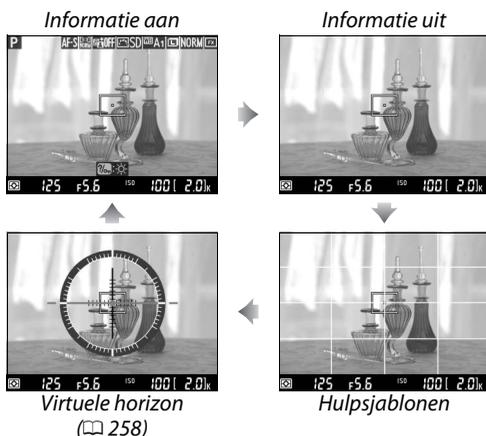 Informatie aan
Informatie uit
P AF-S OFF SD A1 NORM FX
125 F5.6 ISO 100 [ 2.0]K
125 F5.6 ISO 100 [ 2.0]K
125 F5.6 ISO 100 [ 2.0]K
125 F5.6 ISO 100 [ 2.0]K
Virtuele horizon
(258)
Hulpsjablonen